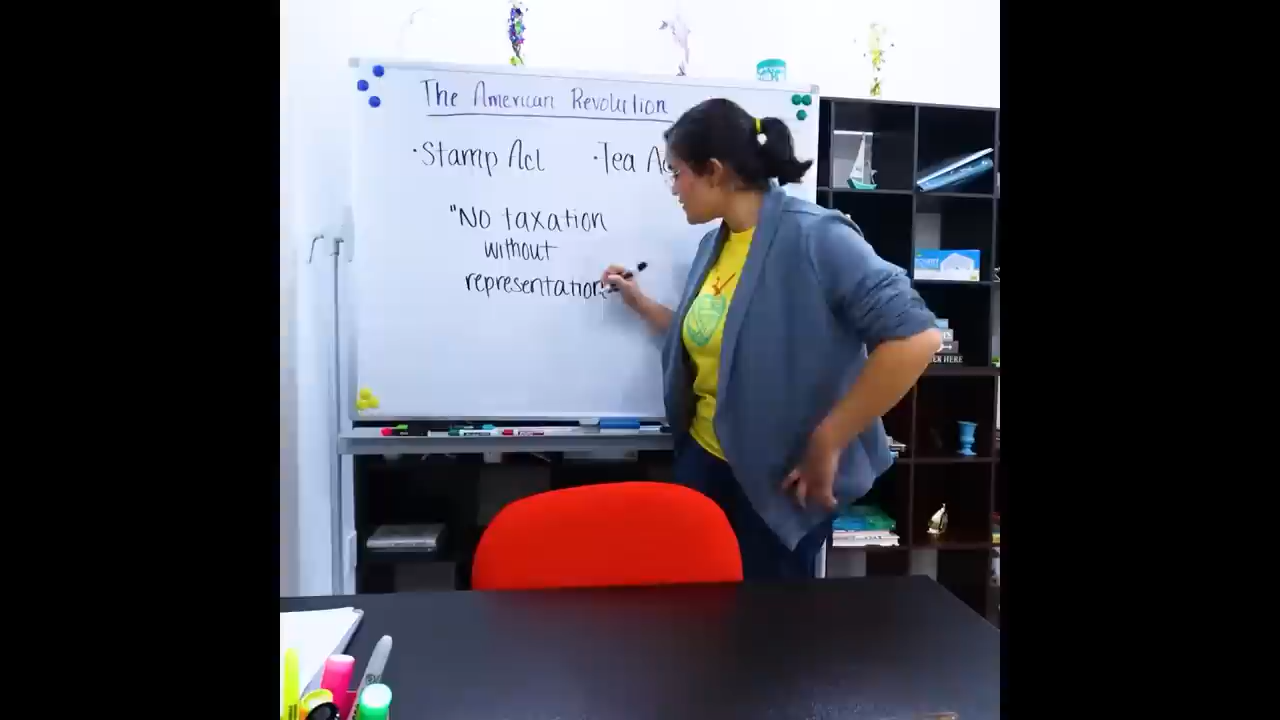 The American Revolution
·Stamp Act ·Tea Ac
"No taxation
without
representation